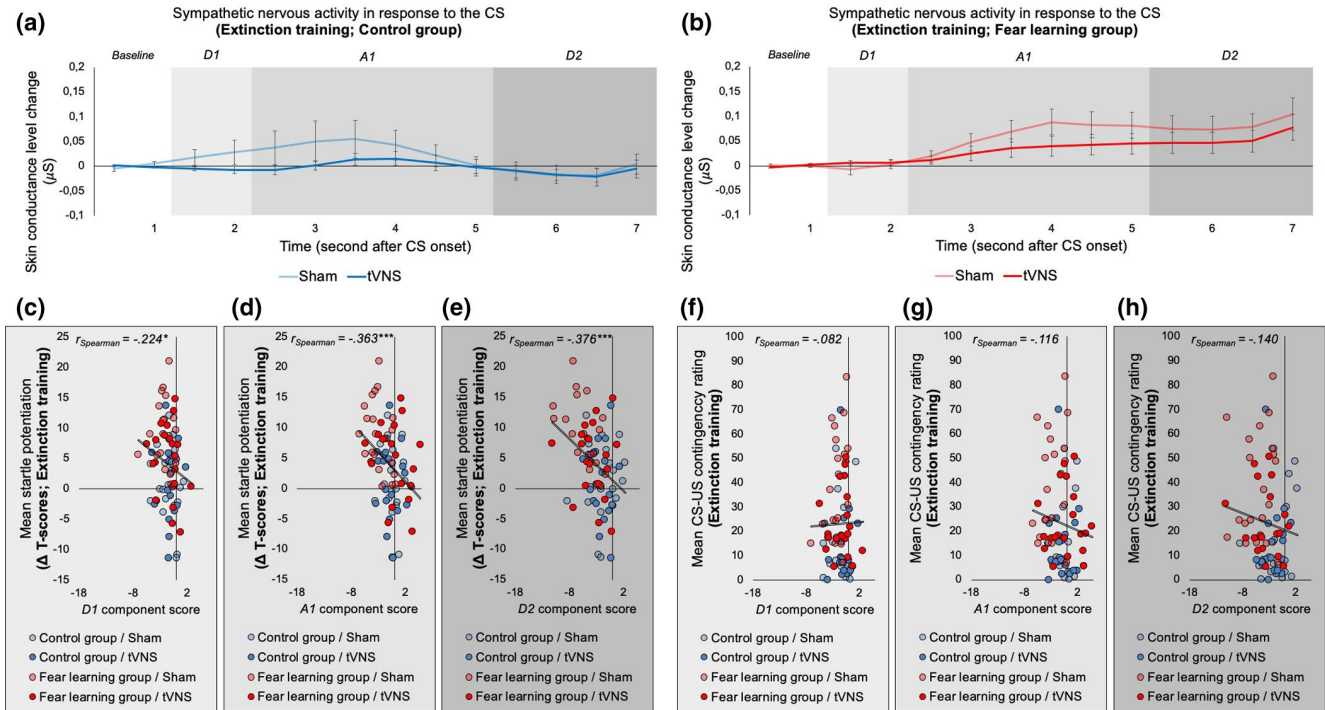 (a)
Sympathetic nervous activity in response to the CS
(Extinction training; Control group)
Baseline D1 A1 D2
Skin conductance level change
(µS)
0,2
0,15
0,1
0,05
0
-0,05
-0,1
1 2 3 4 5 6 7
Time (second after CS onset)
Sham tVNS
(b)
Sympathetic nervous activity in response to the CS
(Extinction training; Fear learning group)
Baseline D1 A1 D2
Skin conductance level change
(µS)
0,2
0,15
0,1
0,05
0
-0,05
-0,1
1 2 3 4 5 6 7
Time (second after CS onset)
Sham tVNS
(c)
rSpearman = -.224*
Mean startle potentiation
(Δ T-scores; Extinction training)
25
20
15
10
5
0
-5
-10
-15
-18 -8 2
D1 component score
Control group / Sham
Control group / tVNS
Fear learning group / Sham
Fear learning group / tVNS
(d)
rSpearman = -.363***
Mean startle potentiation
(Δ T-scores; Extinction training)
25
20
15
10
5
0
-5
-10
-15
-18 -8 2
A1 component score
Control group / Sham
Control group / tVNS
Fear learning group / Sham
Fear learning group / tVNS
(e)
rSpearman = -.376***
Mean startle potentiation
(Δ T-scores; Extinction training)
25
20
15
10
5
0
-5
-10
-15
-18 -8 2
D2 component score
Control group / Sham
Control group / tVNS
Fear learning group / Sham
Fear learning group / tVNS
(f)
rSpearman = -.082
Mean CS-US contingency rating
(Extinction training)
100
90
80
70
60
50
40
30
20
10
0
-18 -8 2
D1 component score
Control group / Sham
Control group / tVNS
Fear learning group / Sham
Fear learning group / tVNS
(g)
rSpearman = -.116
Mean CS-US contingency rating
(Extinction training)
100
90
80
70
60
50
40
30
20
10
0
-18 -8 2
A1 component score
Control group / Sham
Control group / tVNS
Fear learning group / Sham
Fear learning group / tVNS
(h)
rSpearman = -.140
Mean CS-US contingency rating
(Extinction training)
100
90
80
70
60
50
40
30
20
10
0
-18 -8 2
D2 component score
Control group / Sham
Control group / tVNS
Fear learning group / Sham
Fear learning group / tVNS